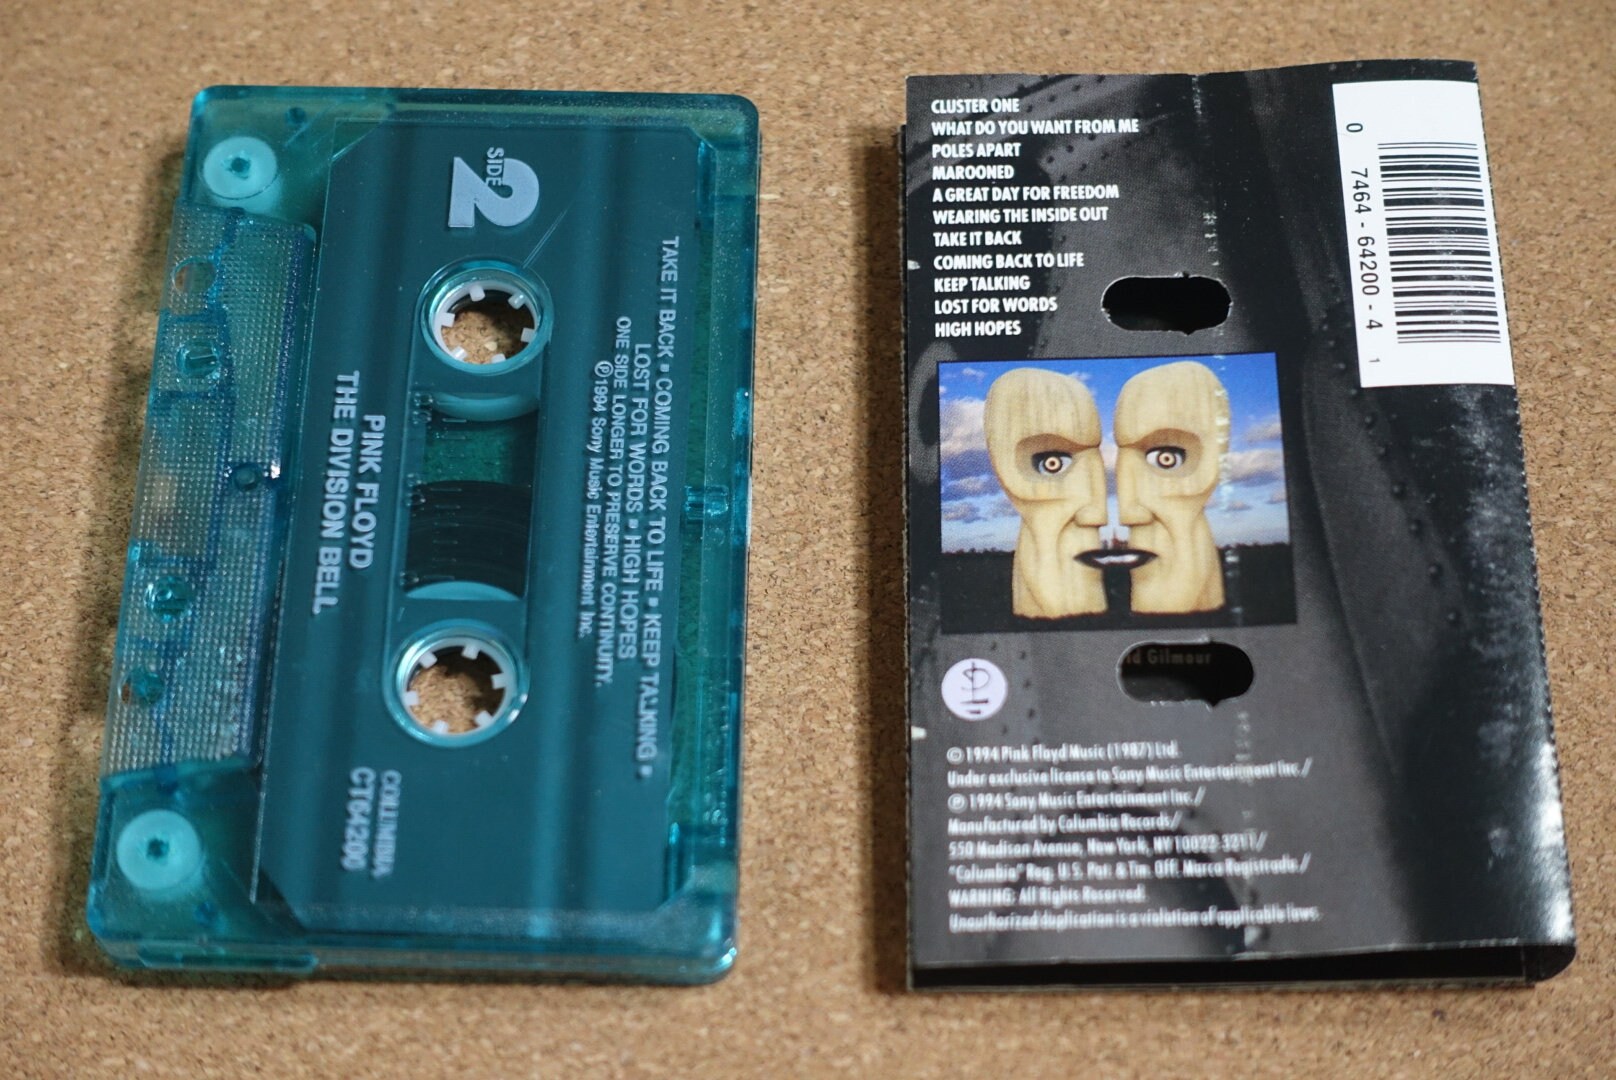 SIDE
2
TAKE IT BACK ▪ COMING BACK TO LIFE ▪ KEEP TALKING ▪
LOST FOR WORDS ▪ HIGH HOPES
ONE SIDE LONGER TO PRESERVE CONTINUITY.
℗1994 Sony Music Entertainment Inc.
PINK FLOYD
THE DIVISION BELL
COLUMBIA
CT64200
CLUSTER ONE
WHAT DO YOU WANT FROM ME
POLES APART
MAROONED
A GREAT DAY FOR FREEDOM
WEARING THE INSIDE OUT
TAKE IT BACK
COMING BACK TO LIFE
KEEP TALKING
LOST FOR WORDS
HIGH HOPES
0 7464-64200-4 1
id Gilmour
© 1994 Pink Floyd Music (1987) Ltd.
Under exclusive license to Sony Music Entertainment Inc./
℗ 1994 Sony Music Entertainment Inc./
Manufactured by Columbia Records/
550 Madison Avenue, New York, NY 10022-3211/
"Columbia" Reg. U.S. Pat. & Tm. Off. Marca Registrada./
WARNING: All Rights Reserved.
Unauthorized duplication is a violation of applicable laws.